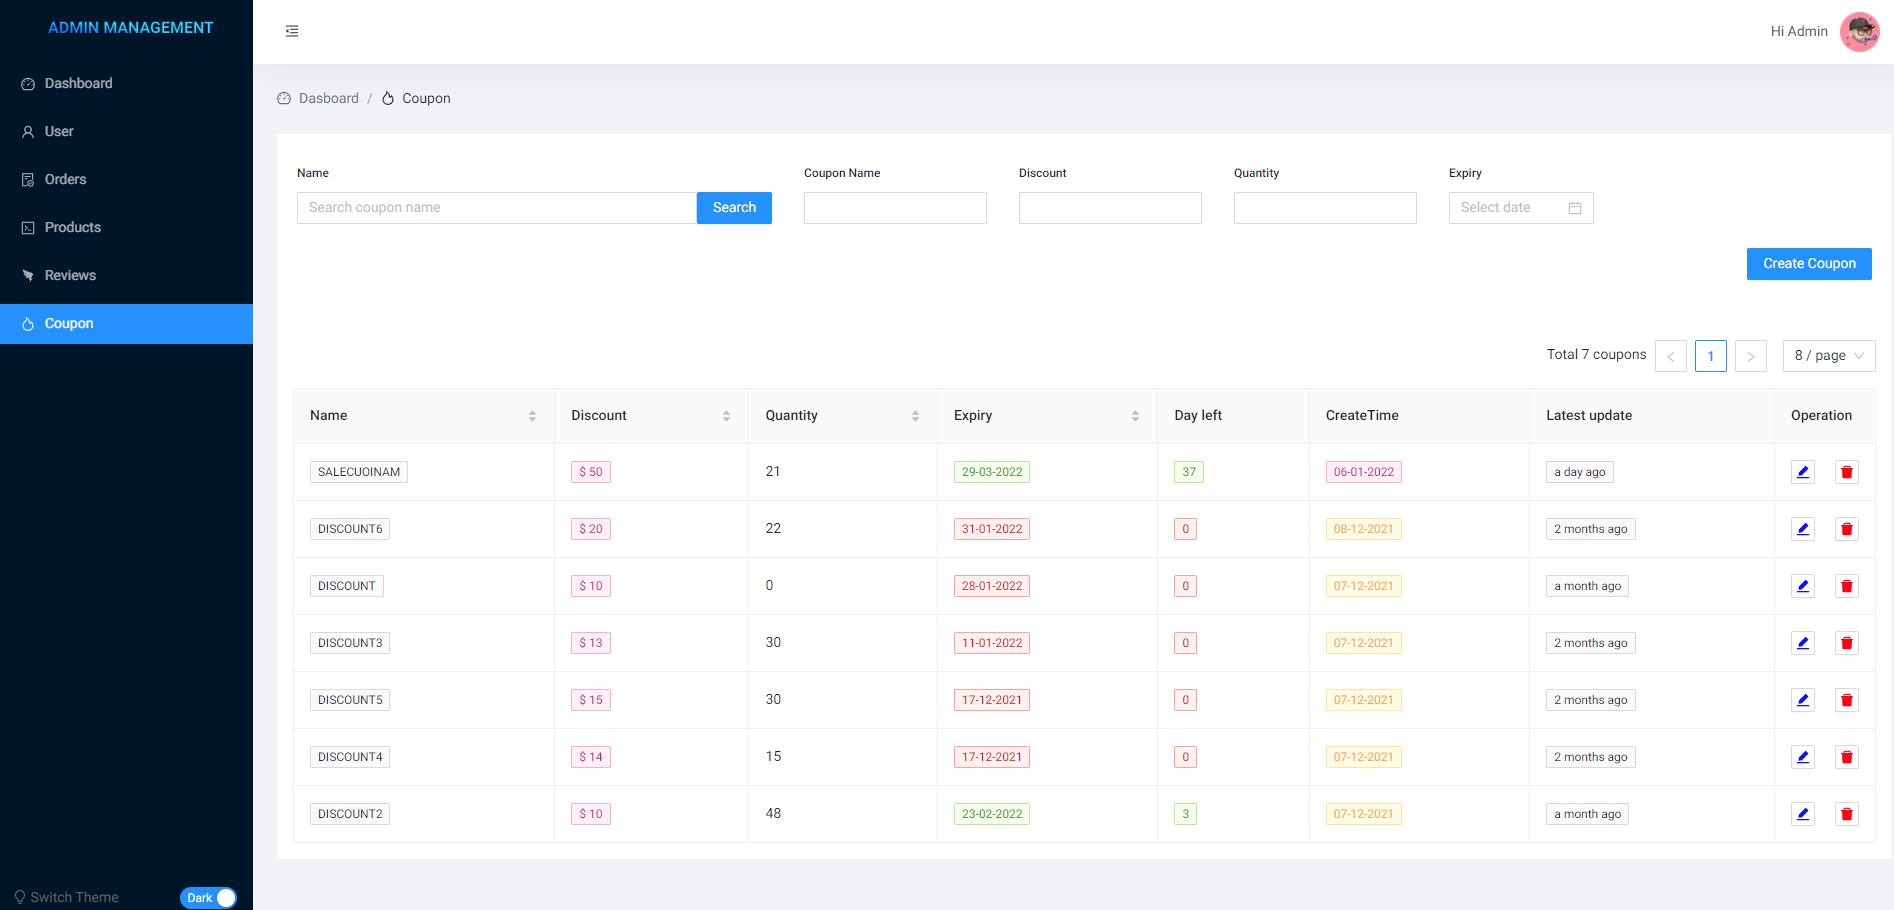 ADMIN MANAGEMENT
Hi Admin
Dashboard
User
Orders
Products
Reviews
Coupon
Switch Theme
Dark
Dasboard / Coupon
Name Coupon Name Discount Quantity Expiry
Search coupon name Search Select date
Create Coupon
Total 7 coupons < 1 > 8 / page
Name Discount Quantity Expiry Day left CreateTime Latest update Operation
SALECUOINAM $ 50 21 29-03-2022 37 06-01-2022 a day ago
DISCOUNT6 $ 20 22 31-01-2022 0 08-12-2021 2 months ago
DISCOUNT $ 10 0 28-01-2022 0 07-12-2021 a month ago
DISCOUNT3 $ 13 30 11-01-2022 0 07-12-2021 2 months ago
DISCOUNT5 $ 15 30 17-12-2021 0 07-12-2021 2 months ago
DISCOUNT4 $ 14 15 17-12-2021 0 07-12-2021 2 months ago
DISCOUNT2 $ 10 48 23-02-2022 3 07-12-2021 a month ago